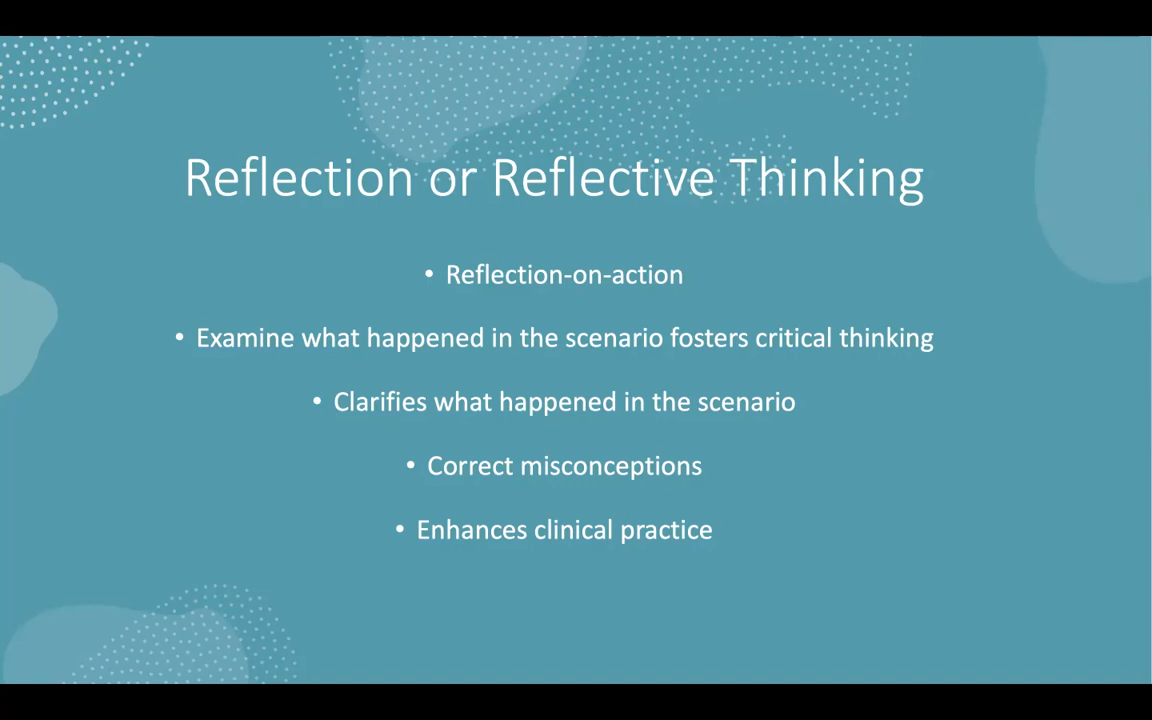 Reflection or Reflective Thinking
• Reflection-on-action
• Examine what happened in the scenario fosters critical thinking
• Clarifies what happened in the scenario
• Correct misconceptions
• Enhances clinical practice